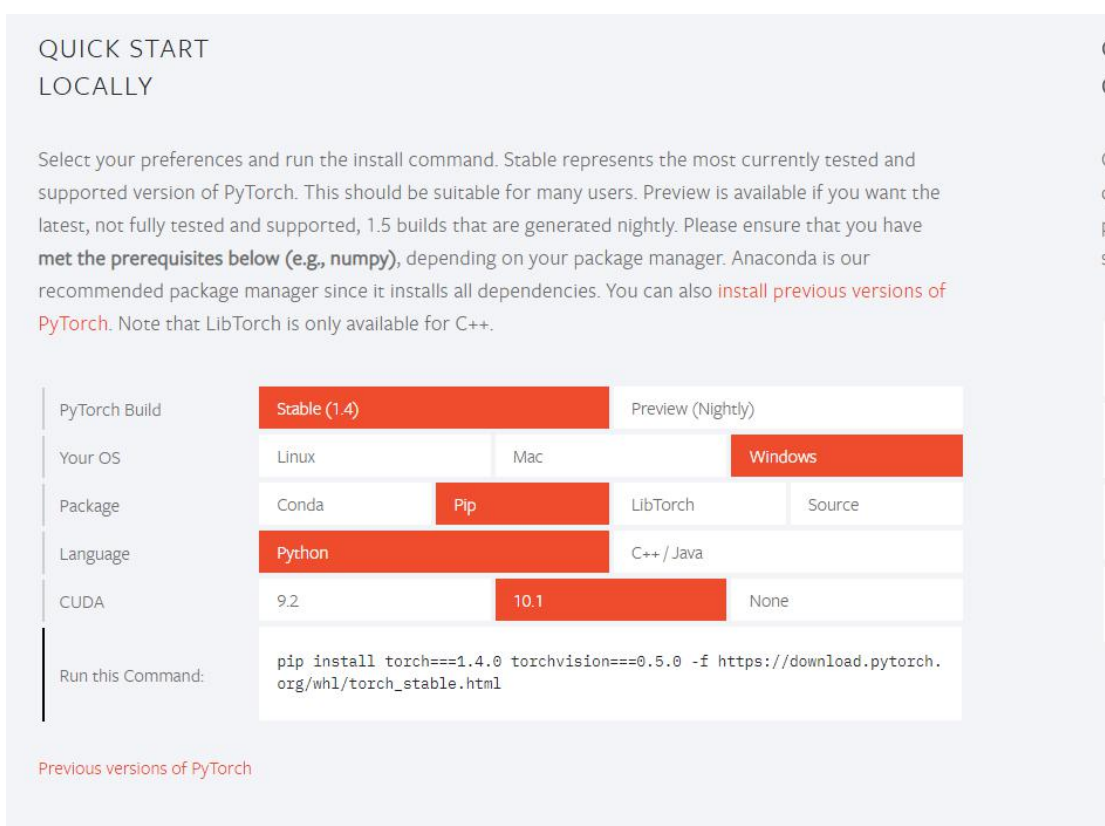 QUICK START
LOCALLY
Select your preferences and run the install command. Stable represents the most currently tested and
supported version of PyTorch. This should be suitable for many users. Preview is available if you want the
latest, not fully tested and supported, 1.5 builds that are generated nightly. Please ensure that you have
met the prerequisites below (e.g., numpy), depending on your package manager. Anaconda is our
recommended package manager since it installs all dependencies. You can also install previous versions of
PyTorch. Note that LibTorch is only available for C++.
PyTorch Build Stable (1.4) Preview (Nightly)
Your OS Linux Mac Windows
Package Conda Pip LibTorch Source
Language Python C++ / Java
CUDA 9.2 10.1 None
Run this Command:
pip install torch===1.4.0 torchvision===0.5.0 -f https://download.pytorch.
org/whl/torch_stable.html
Previous versions of PyTorch